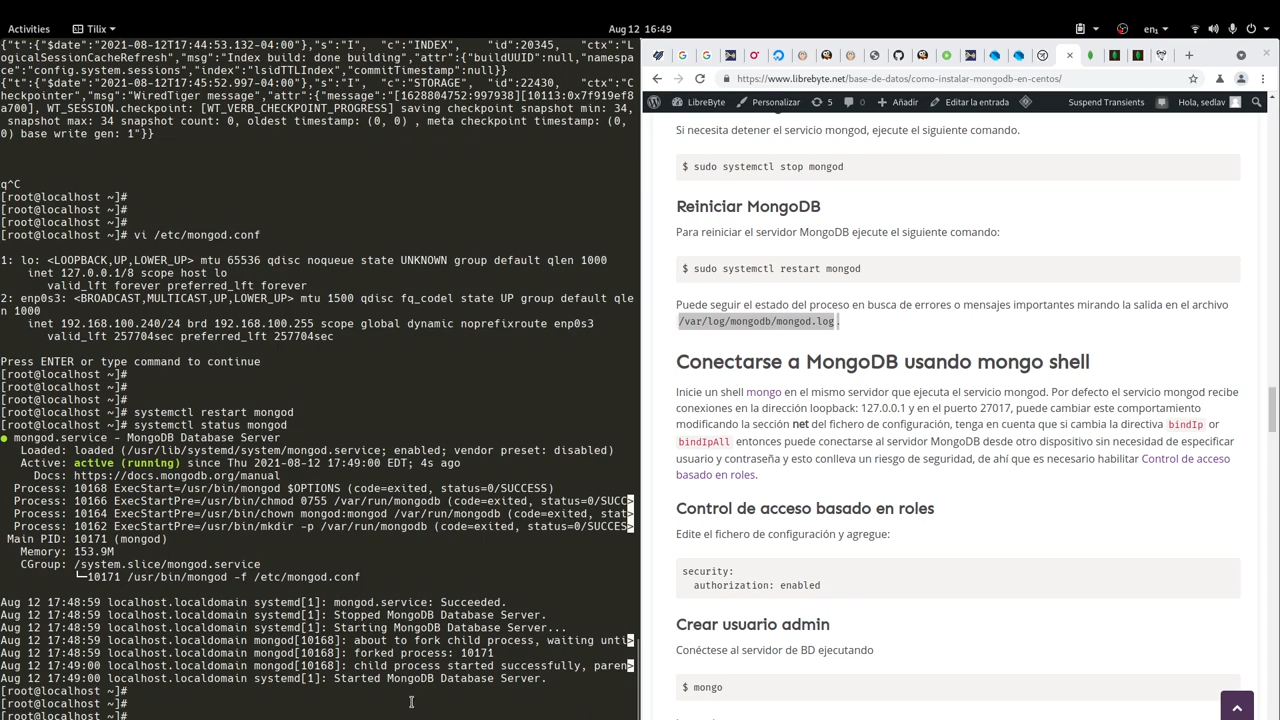 Activities
Tilix
Aug 12 16:49
en₁
{"t":{"$date":"2021-08-12T17:44:53.132-04:00"},"s":"I", "c":"INDEX", "id":20345, "ctx":"L
ogicalSessionCacheRefresh","msg":"Index build: done building","attr":{"buildUUID":null,"namespa
ce":"config.system.sessions","index":"lsidTTLIndex","commitTimestamp":null}}
{"t":{"$date":"2021-08-12T17:45:52.997-04:00"},"s":"I", "c":"STORAGE", "id":22430, "ctx":"C
heckpointer","msg":"WiredTiger message","attr":{"message":"[1628804752:997938][10113:0x7f919ef8
a700], WT_SESSION.checkpoint: [WT_VERB_CHECKPOINT_PROGRESS] saving checkpoint snapshot min: 34,
snapshot max: 34 snapshot count: 0, oldest timestamp: (0, 0) , meta checkpoint timestamp: (0,
0) base write gen: 1"}}
q^C
[root@localhost ~]#
[root@localhost ~]#
[root@localhost ~]#
[root@localhost ~]# vi /etc/mongod.conf
1: lo: <LOOPBACK,UP,LOWER_UP> mtu 65536 qdisc noqueue state UNKNOWN group default qlen 1000
inet 127.0.0.1/8 scope host lo
valid_lft forever preferred_lft forever
2: enp0s3: <BROADCAST,MULTICAST,UP,LOWER_UP> mtu 1500 qdisc fq_codel state UP group default qle
n 1000
inet 192.168.100.240/24 brd 192.168.100.255 scope global dynamic noprefixroute enp0s3
valid_lft 257704sec preferred_lft 257704sec
Press ENTER or type command to continue
[root@localhost ~]#
[root@localhost ~]#
[root@localhost ~]#
[root@localhost ~]# systemctl restart mongod
[root@localhost ~]# systemctl status mongod
● mongod.service - MongoDB Database Server
Loaded: loaded (/usr/lib/systemd/system/mongod.service; enabled; vendor preset: disabled)
Active: active (running) since Thu 2021-08-12 17:49:00 EDT; 4s ago
Docs: https://docs.mongodb.org/manual
Process: 10168 ExecStart=/usr/bin/mongod $OPTIONS (code=exited, status=0/SUCCESS)
Process: 10166 ExecStartPre=/usr/bin/chmod 0755 /var/run/mongodb (code=exited, status=0/SUCC>
Process: 10164 ExecStartPre=/usr/bin/chown mongod:mongod /var/run/mongodb (code=exited, stat>
Process: 10162 ExecStartPre=/usr/bin/mkdir -p /var/run/mongodb (code=exited, status=0/SUCCES>
Main PID: 10171 (mongod)
Memory: 153.9M
CGroup: /system.slice/mongod.service
└─10171 /usr/bin/mongod -f /etc/mongod.conf
Aug 12 17:48:59 localhost.localdomain systemd[1]: mongod.service: Succeeded.
Aug 12 17:48:59 localhost.localdomain systemd[1]: Stopped MongoDB Database Server.
Aug 12 17:48:59 localhost.localdomain systemd[1]: Starting MongoDB Database Server...
Aug 12 17:48:59 localhost.localdomain mongod[10168]: about to fork child process, waiting unti>
Aug 12 17:48:59 localhost.localdomain mongod[10168]: forked process: 10171
Aug 12 17:49:00 localhost.localdomain mongod[10168]: child process started successfully, paren>
Aug 12 17:49:00 localhost.localdomain systemd[1]: Started MongoDB Database Server.
[root@localhost ~]#
[root@localhost ~]#
[root@localhost ~]#
https://www.librebyte.net/base-de-datos/como-instalar-mongodb-en-centos/
LibreByte
Personalizar
5
0
Añadir
Editar la entrada
Suspend Transients
Hola, sedlav
Si necesita detener el servicio mongod, ejecute el siguiente comando.
$ sudo systemctl stop mongod
Reiniciar MongoDB
Para reiniciar el servidor MongoDB ejecute el siguiente comando:
$ sudo systemctl restart mongod
Puede seguir el estado del proceso en busca de errores o mensajes importantes mirando la salida en el archivo
/var/log/mongodb/mongod.log.
Conectarse a MongoDB usando mongo shell
Inicie un shell mongo en el mismo servidor que ejecuta el servicio mongod. Por defecto el servicio mongod recibe
conexiones en la dirección loopback: 127.0.0.1 y en el puerto 27017, puede cambiar este comportamiento
modificando la sección net del fichero de configuración, tenga en cuenta que si cambia la directiva bindIp or
bindIpAll entonces puede conectarse al servidor MongoDB desde otro dispositivo sin necesidad de especificar
usuario y contraseña y esto conlleva un riesgo de seguridad, de ahí que es necesario habilitar Control de acceso
basado en roles.
Control de acceso basado en roles
Edite el fichero de configuración y agregue:
security:
authorization: enabled
Crear usuario admin
Conéctese al servidor de BD ejecutando
$ mongo